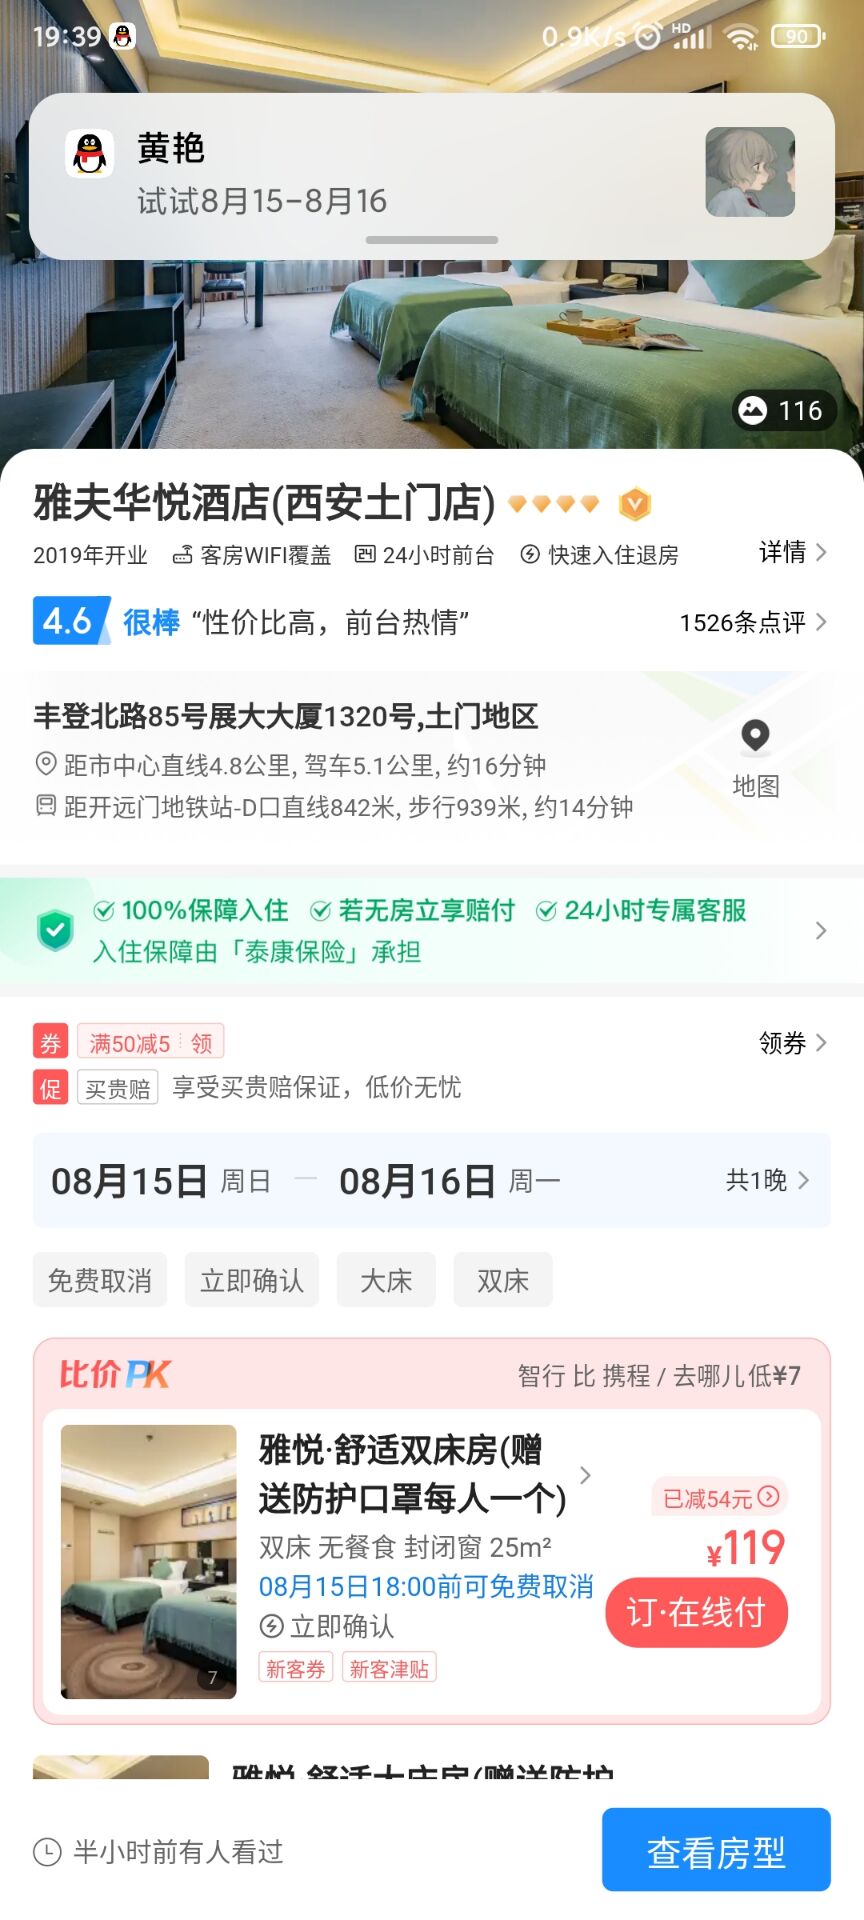 19:39 0.9K/s HD 90
黄艳
试试8月15-8月16
116
雅夫华悦酒店(西安土门店)
2019年开业 客房WIFI覆盖 24小时前台 快速入住退房 详情
4.6 很棒 “性价比高，前台热情” 1526条点评
丰登北路85号展大大厦1320号,土门地区
距市中心直线4.8公里, 驾车5.1公里, 约16分钟
距开远门地铁站-D口直线842米, 步行939米, 约14分钟
地图
100%保障入住 若无房立享赔付 24小时专属客服
入住保障由「泰康保险」承担
券 满50减5 领 领券
促 买贵赔 享受买贵赔保证，低价无忧
08月15日 周日 — 08月16日 周一 共1晚
免费取消 立即确认 大床 双床
比价PK 智行 比 携程 / 去哪儿低¥7
雅悦·舒适双床房(赠
送防护口罩每人一个)
已减54元
双床 无餐食 封闭窗 25m²
¥119
08月15日18:00前可免费取消
订·在线付
立即确认
新客券 新客津贴
7
雅悦·舒适大床房(赠送防护
半小时前有人看过
查看房型